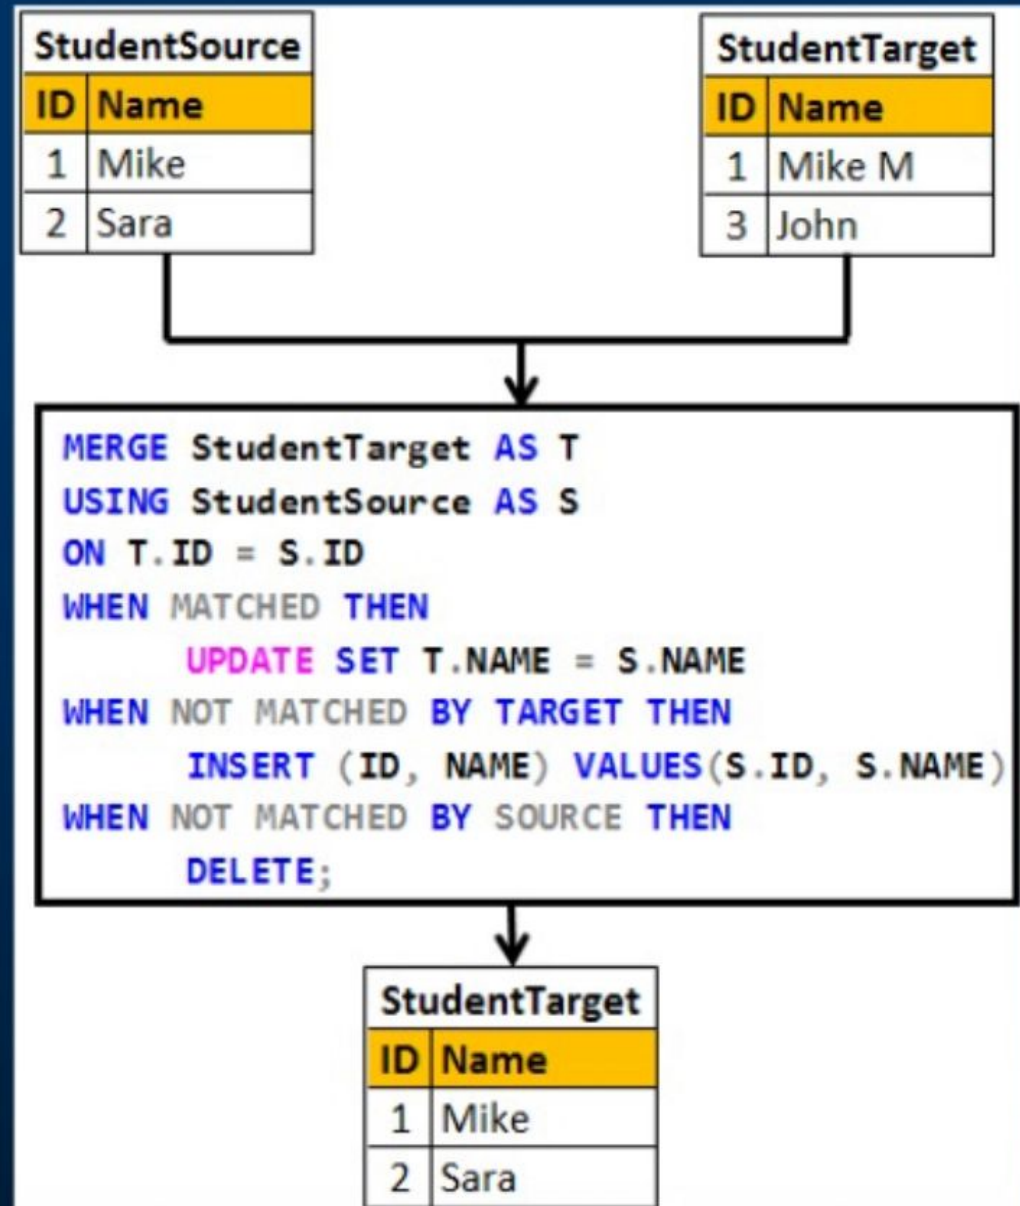 StudentSource
ID Name
1 Mike
2 Sara
StudentTarget
ID Name
1 Mike M
3 John
MERGE StudentTarget AS T
USING StudentSource AS S
ON T.ID = S.ID
WHEN MATCHED THEN
UPDATE SET T.NAME = S.NAME
WHEN NOT MATCHED BY TARGET THEN
INSERT (ID, NAME) VALUES(S.ID, S.NAME)
WHEN NOT MATCHED BY SOURCE THEN
DELETE;
StudentTarget
ID Name
1 Mike
2 Sara